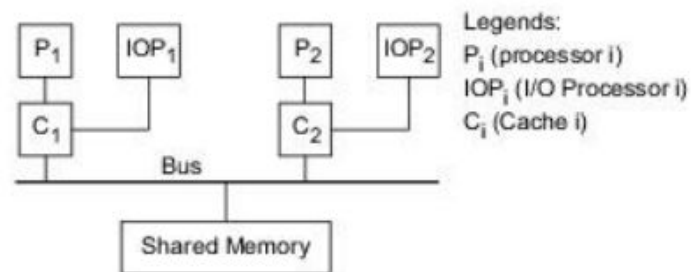 P1 IOP1 P2 IOP2
C1 C2
Bus
Shared Memory
Legends:
Pi (processor i)
IOPi (I/O Processor i)
Ci (Cache i)